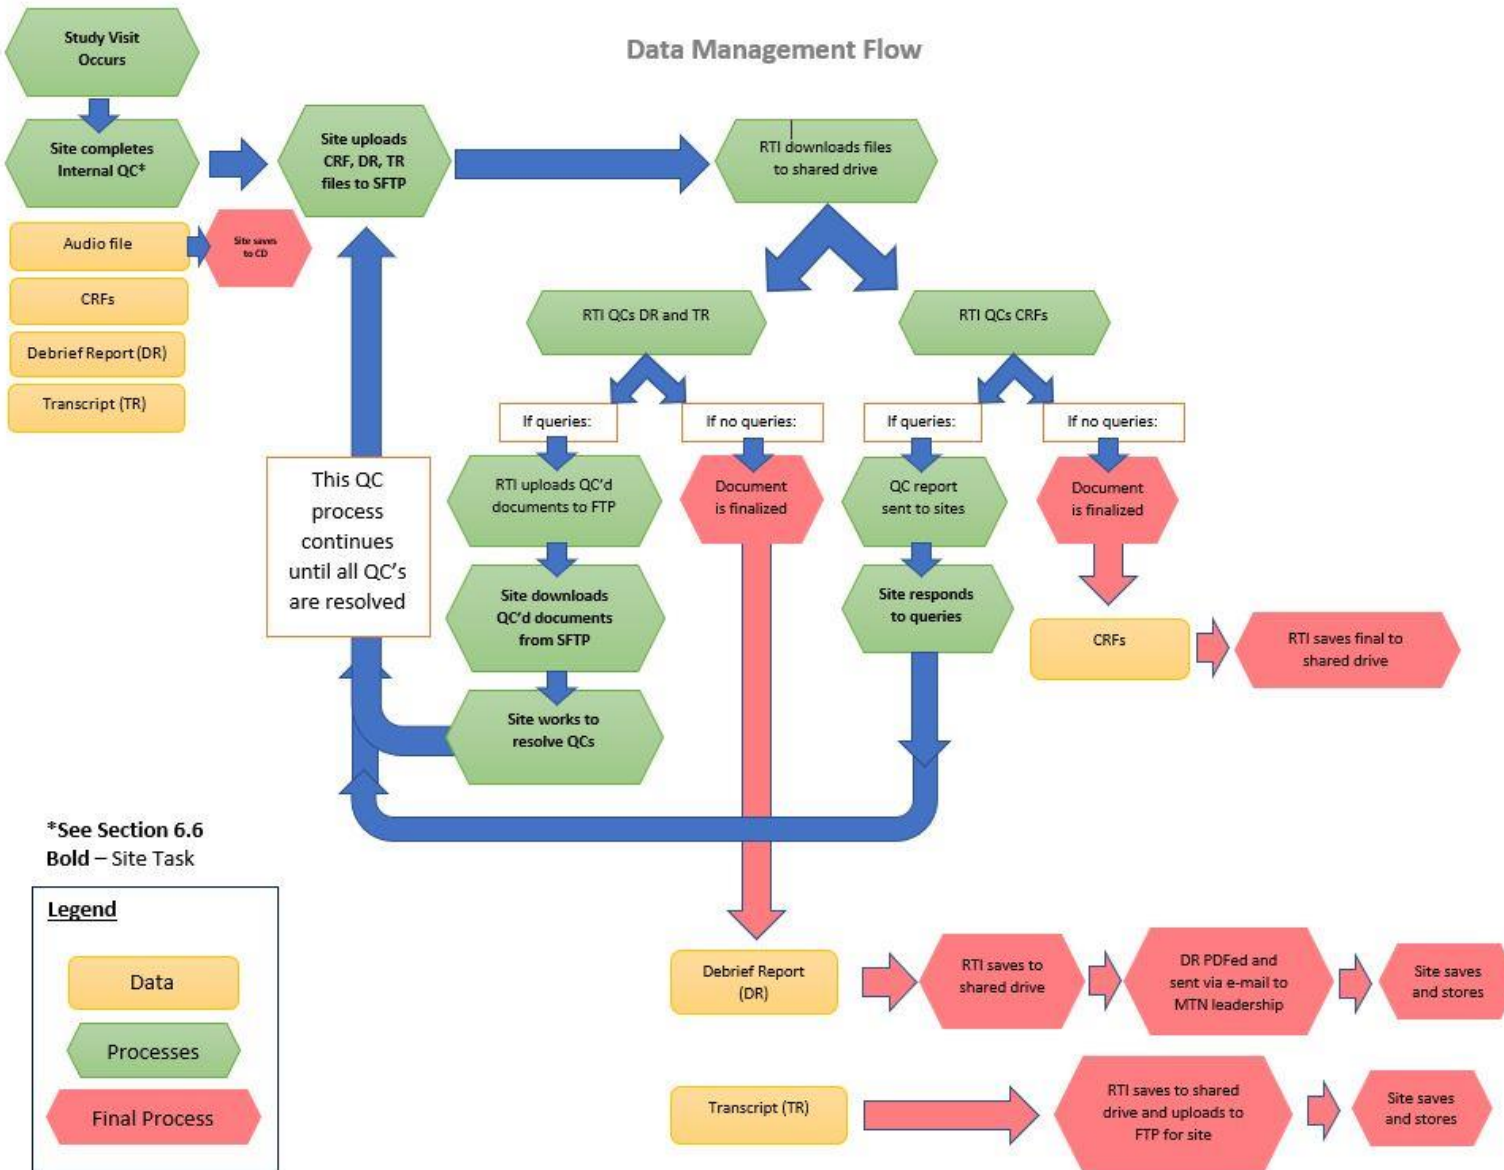 Data Management Flow
Study Visit
Occurs
Site completes
Internal QC*
Site uploads
CRF, DR, TR
files to SFTP
RTI downloads files
to shared drive
Audio file
Site saves
to CD
CRFs
Debrief Report (DR)
Transcript (TR)
RTI QCs DR and TR
RTI QCs CRFs
If queries:
If no queries:
If queries:
If no queries:
This QC
process
continues
until all QC's
are resolved
RTI uploads QC'd
documents to FTP
Document
is finalized
QC report
sent to sites
Document
is finalized
Site downloads
QC'd documents
from SFTP
Site responds
to queries
CRFs
RTI saves final to
shared drive
Site works to
resolve QCs
*See Section 6.6
Bold – Site Task
Legend
Data
Processes
Final Process
Debrief Report
(DR)
RTI saves to
shared drive
DR PDFed and
sent via e-mail to
MTN leadership
Site saves
and stores
Transcript (TR)
RTI saves to shared
drive and uploads to
FTP for site
Site saves
and stores